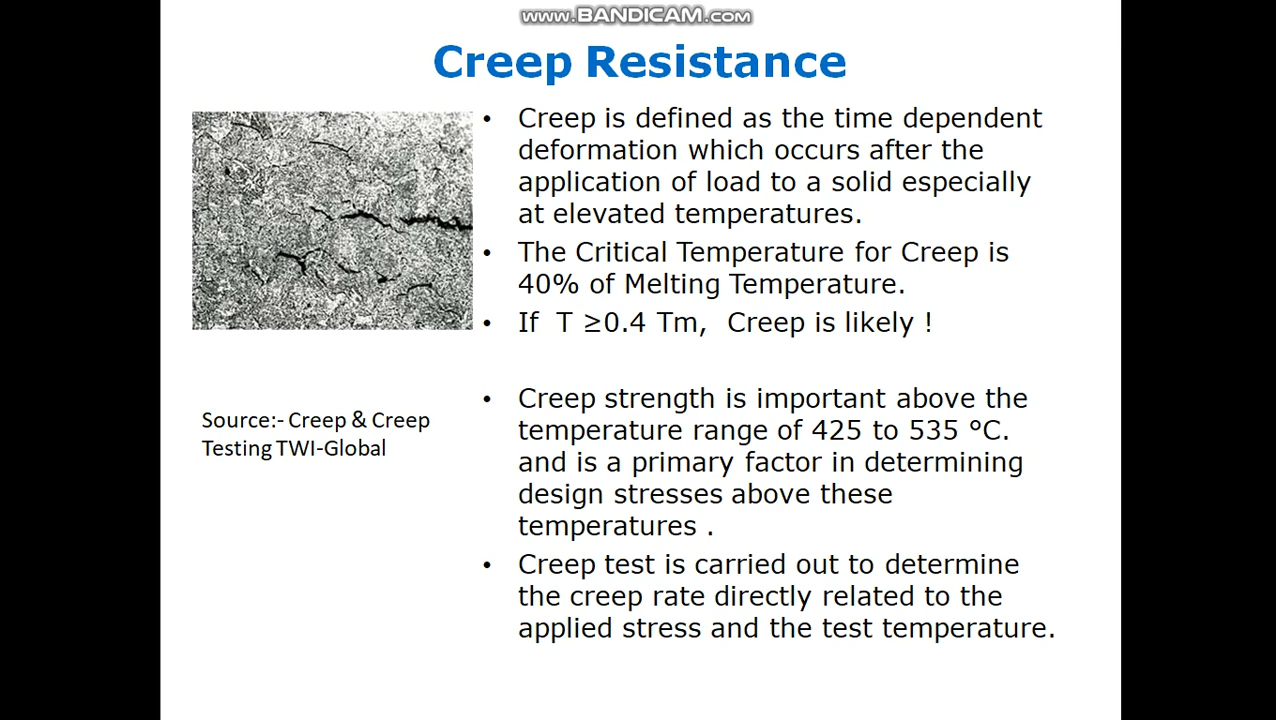 www.BANDICAM.com
Creep Resistance
• Creep is defined as the time dependent
deformation which occurs after the
application of load to a solid especially
at elevated temperatures.
• The Critical Temperature for Creep is
40% of Melting Temperature.
• If T ≥0.4 Tm, Creep is likely !
• Creep strength is important above the
temperature range of 425 to 535 °C.
and is a primary factor in determining
design stresses above these
temperatures .
• Creep test is carried out to determine
the creep rate directly related to the
applied stress and the test temperature.
Source:- Creep & Creep
Testing TWI-Global